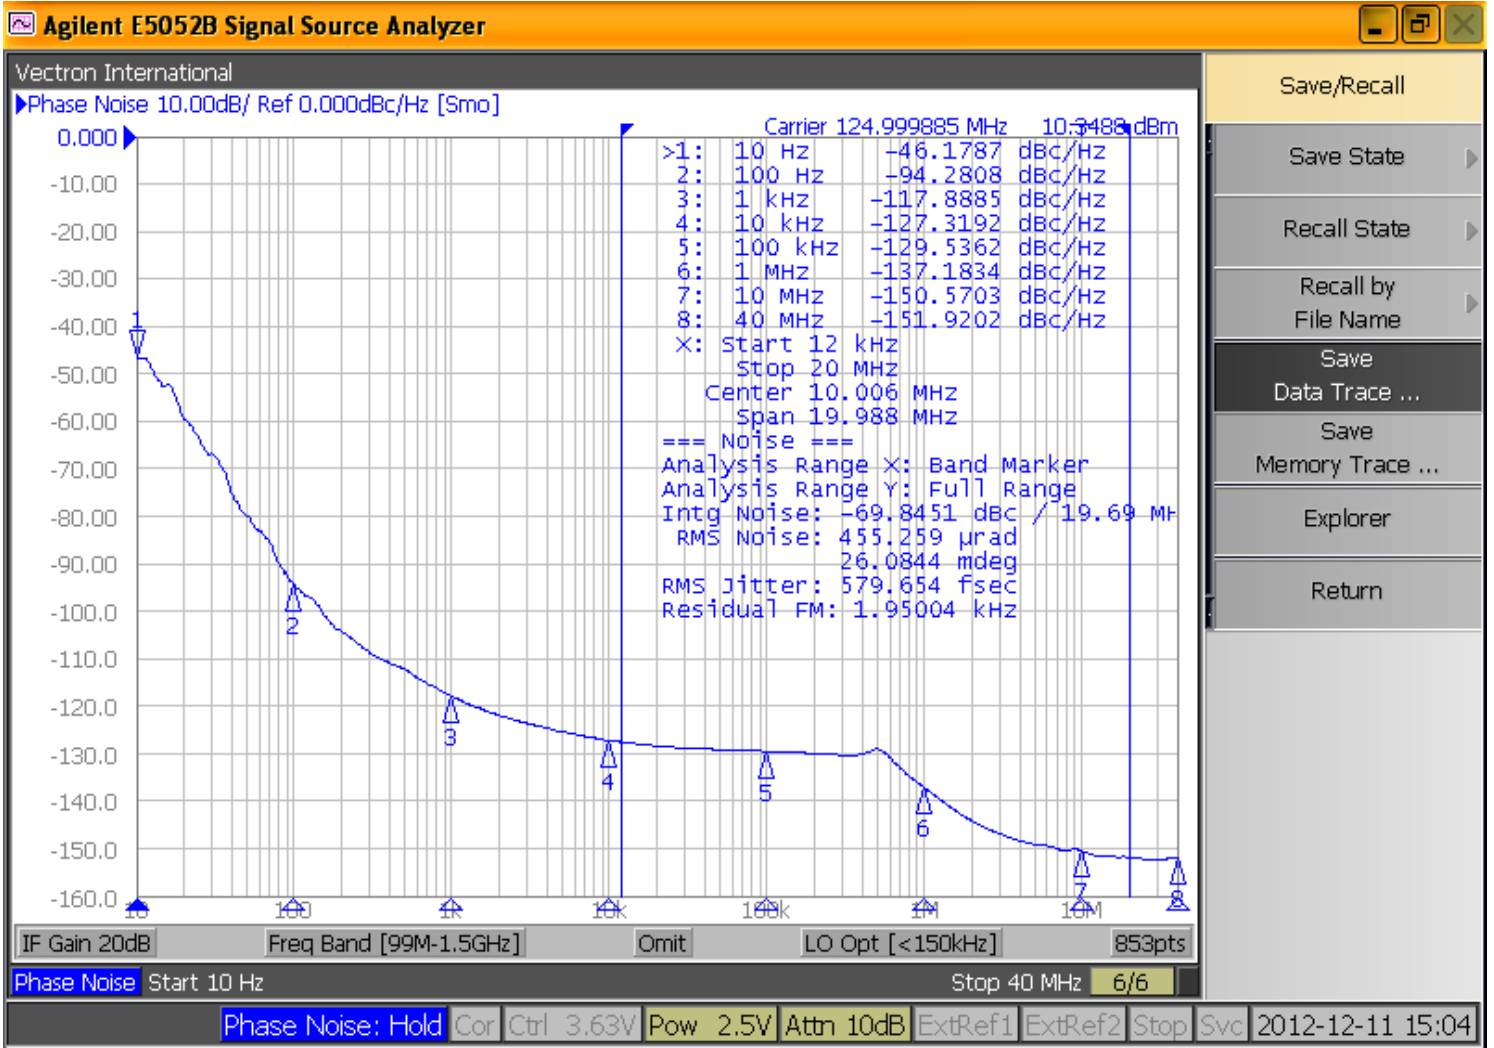 Agilent E5052B Signal Source Analyzer
Vectron International
Phase Noise 10.00dB/ Ref 0.000dBc/Hz [Smo]
Carrier 124.999885 MHz 10.3488 dBm
>1: 10 Hz -46.1787 dBc/Hz
2: 100 Hz -94.2808 dBc/Hz
3: 1 kHz -117.8885 dBc/Hz
4: 10 kHz -127.3192 dBc/Hz
5: 100 kHz -129.5362 dBc/Hz
6: 1 MHz -137.1834 dBc/Hz
7: 10 MHz -150.5703 dBc/Hz
8: 40 MHz -151.9202 dBc/Hz
X: Start 12 kHz
Stop 20 MHz
Center 10.006 MHz
Span 19.988 MHz
=== Noise ===
Analysis Range X: Band Marker
Analysis Range Y: Full Range
Intg Noise: -69.8451 dBc / 19.69 MH
RMS Noise: 455.259 µrad
26.0844 mdeg
RMS Jitter: 579.654 fsec
Residual FM: 1.95004 kHz
0.000
-10.00
-20.00
-30.00
-40.00
-50.00
-60.00
-70.00
-80.00
-90.00
-100.0
-110.0
-120.0
-130.0
-140.0
-150.0
-160.0
1
2
3
4
5
6
7
8
10 100 1k 10k 100k 1M 10M
IF Gain 20dB Freq Band [99M-1.5GHz] Omit LO Opt [<150kHz] 853pts
Phase Noise Start 10 Hz Stop 40 MHz 6/6
Phase Noise: Hold Cor Ctrl 3.63V Pow 2.5V Attn 10dB ExtRef1 ExtRef2 Stop Svc 2012-12-11 15:04
Save/Recall
Save State
Recall State
Recall by
File Name
Save
Data Trace ...
Save
Memory Trace ...
Explorer
Return